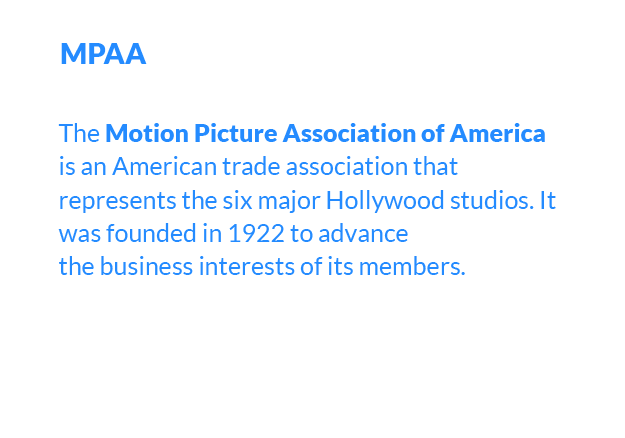 MPAA
The Motion Picture Association of America
is an American trade association that
represents the six major Hollywood studios. It
was founded in 1922 to advance
the business interests of its members.